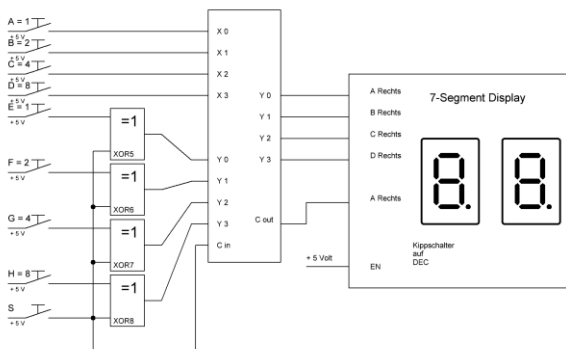 A = 1
+ 5 V
B = 2
+ 5 V
C = 4
+ 5 V
D = 8
+ 5 V
E = 1
+ 5 V
F = 2
+ 5 V
G = 4
+ 5 V
H = 8
+ 5 V
S
+ 5 V
=1
XOR5
=1
XOR6
=1
XOR7
=1
XOR8
X 0
X 1
X 2
X 3
Y 0
Y 1
Y 2
Y 3
C in
Y 0
Y 1
Y 2
Y 3
C out
+ 5 Volt
A Rechts
B Rechts
C Rechts
D Rechts
A Rechts
EN
7-Segment Display
8.
8.
Kippschalter
auf
DEC